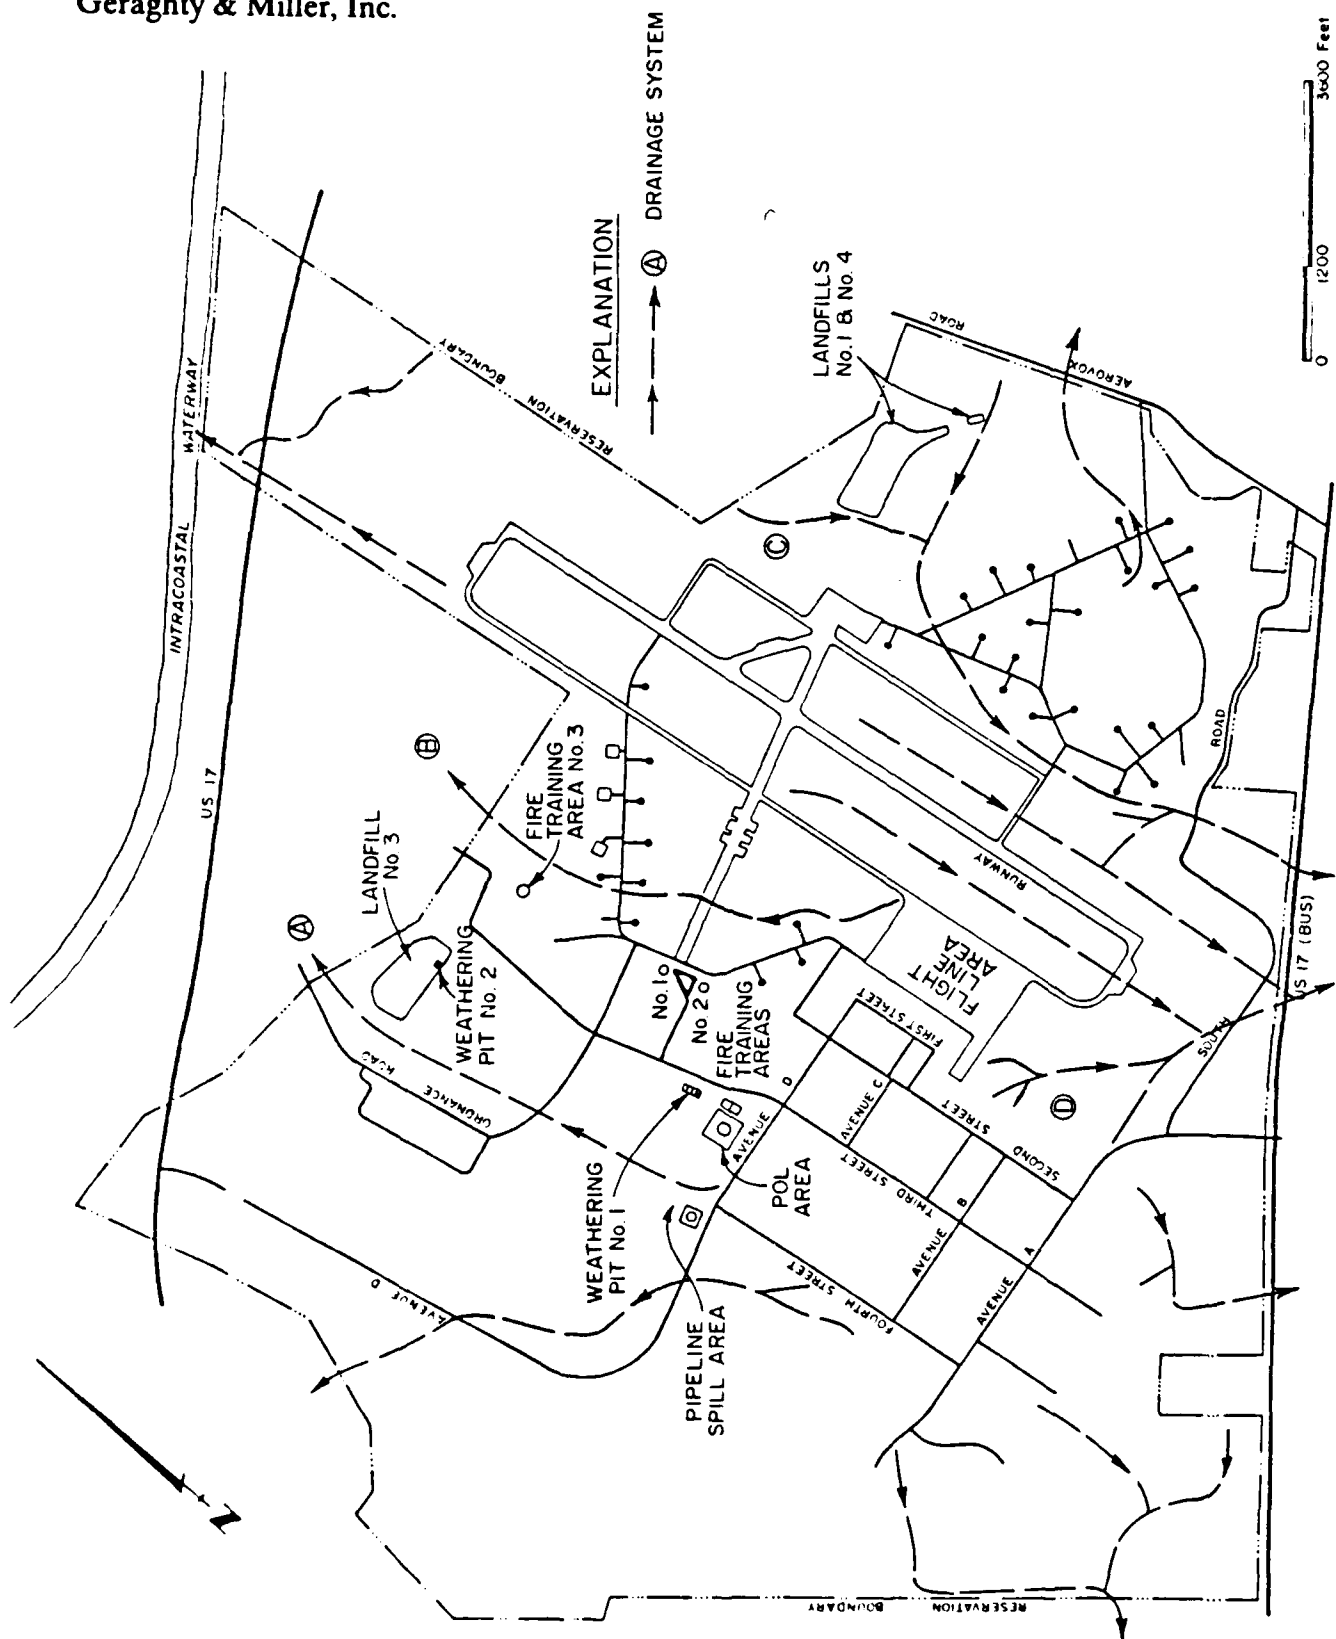 Geraghty & Miller, Inc.
EXPLANATION
A DRAINAGE SYSTEM
INTRACOASTAL
WATERWAY
US 17
RESERVATION
BOUNDARY
LANDFILLS
No. 1 & No. 4
AEROVOX
ROAD
0
1200
3600 Feet
A
B
C
D
LANDFILL
No. 3
FIRE
TRAINING
AREA No. 3
WEATHERING
PIT No. 2
No. 1
No. 2
FIRE
TRAINING
AREAS
ORDNANCE ROAD
RUNWAY
FLIGHT
LINE
AREA
FIRST STREET
AVENUE D
AVENUE C
SECOND STREET
THIRD STREET
AVENUE B
AVENUE A
FOURTH STREET
WEATHERING
PIT No. 1
POL
AREA
PIPELINE
SPILL AREA
AVENUE D
SOUTH
ROAD
US 17 (BUS)
RESERVATION
BOUNDARY
N